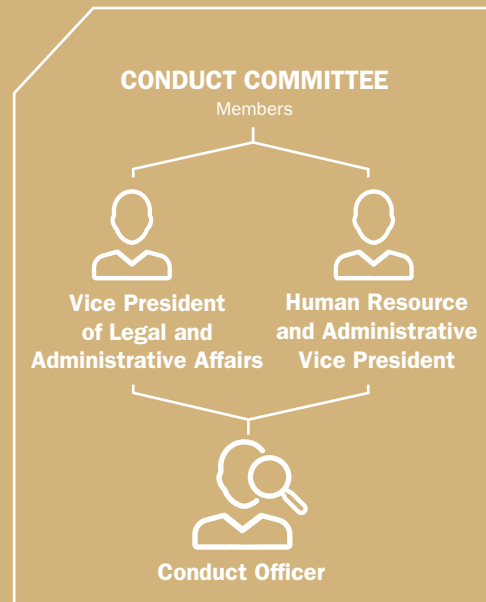 CONDUCT COMMITTEE
Members
Vice President
of Legal and
Administrative Affairs
Human Resource
and Administrative
Vice President
Conduct Officer